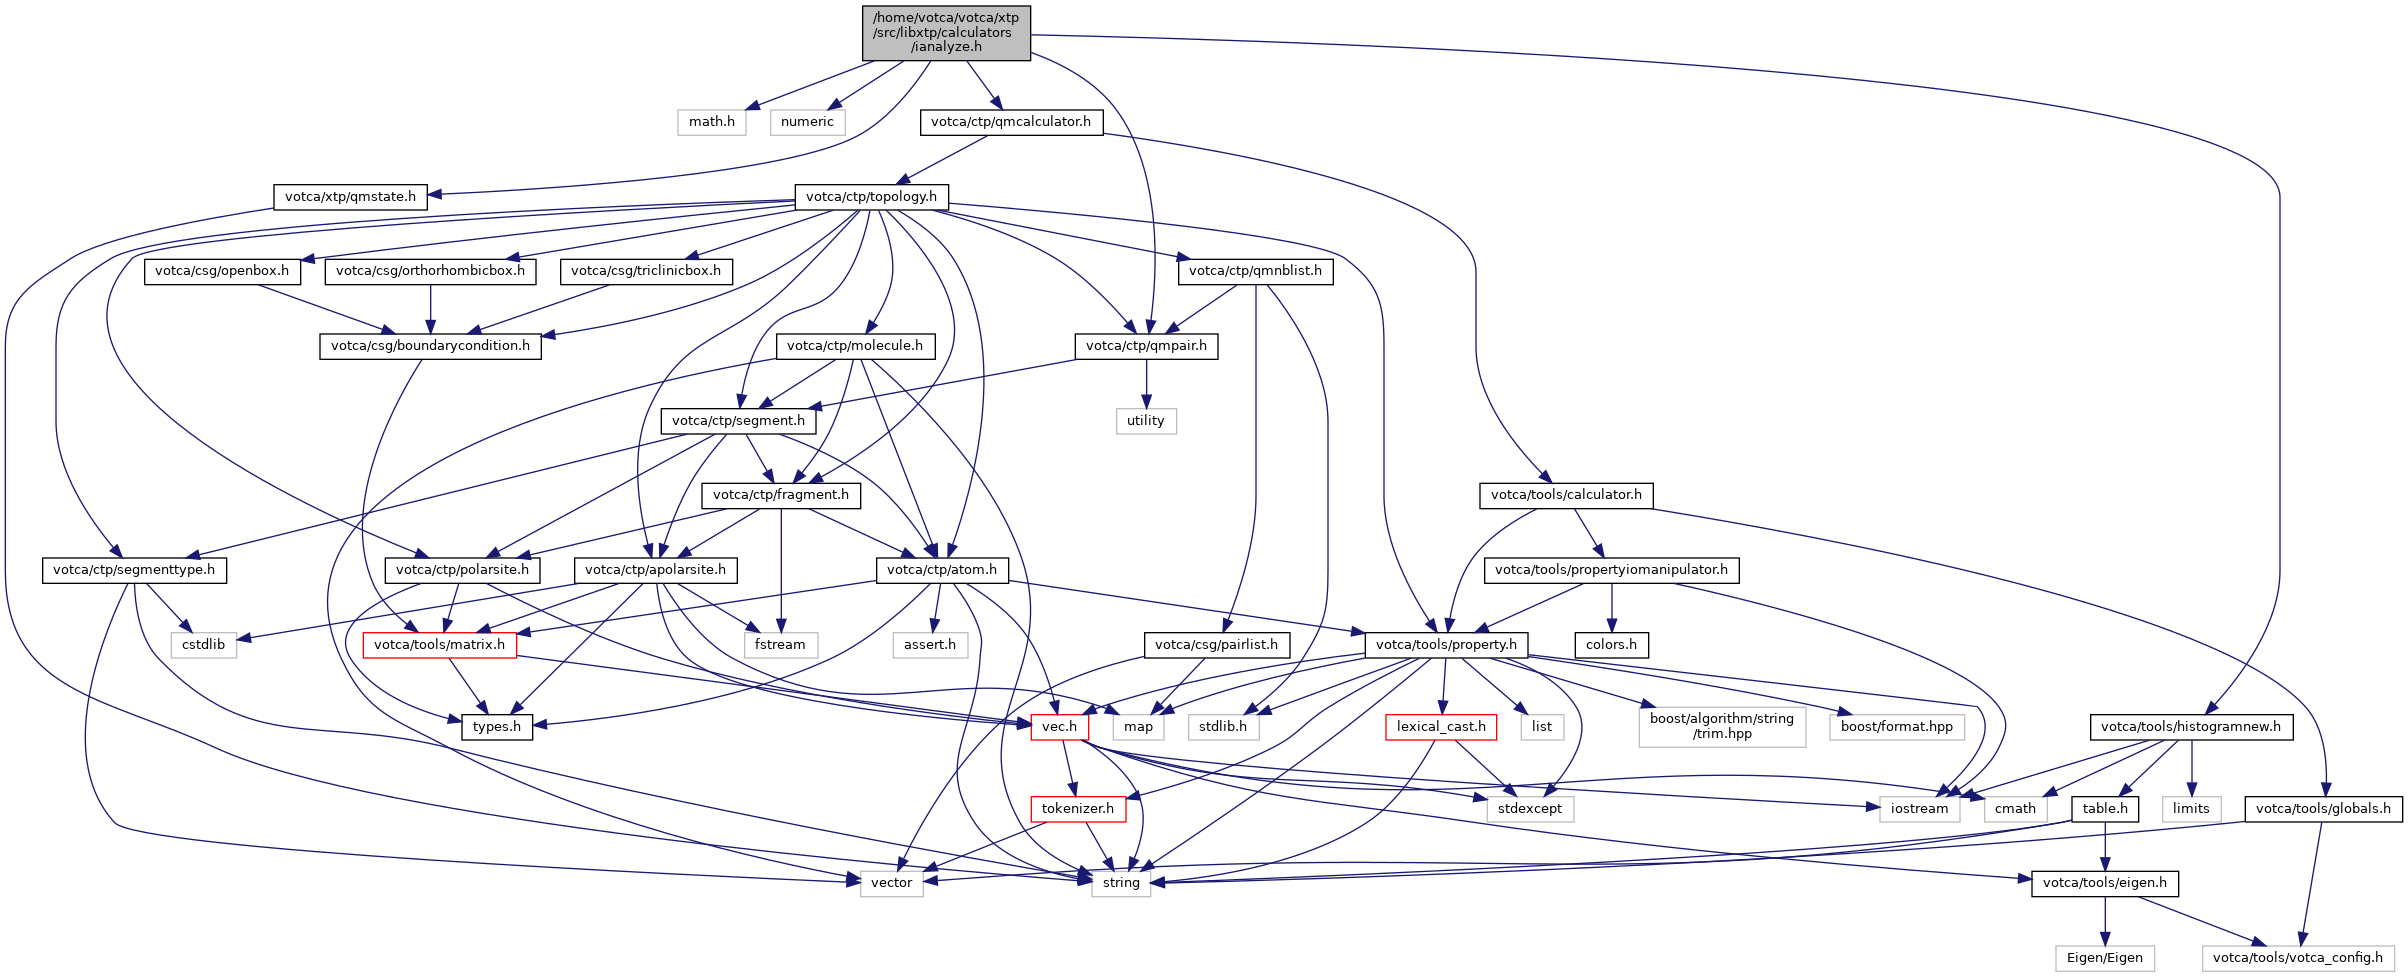 /home/votca/votca/xtp
/src/libxtp/calculators
/ianalyze.h
math.h
numeric
votca/ctp/qmcalculator.h
votca/xtp/qmstate.h
votca/ctp/topology.h
votca/csg/openbox.h
votca/csg/orthorhombicbox.h
votca/csg/triclinicbox.h
votca/ctp/qmnblist.h
votca/csg/boundarycondition.h
votca/ctp/molecule.h
votca/ctp/qmpair.h
votca/ctp/segment.h
utility
votca/ctp/fragment.h
votca/tools/calculator.h
votca/ctp/segmenttype.h
votca/ctp/polarsite.h
votca/ctp/apolarsite.h
votca/ctp/atom.h
votca/tools/propertyiomanipulator.h
cstdlib
votca/tools/matrix.h
fstream
assert.h
votca/csg/pairlist.h
votca/tools/property.h
colors.h
types.h
vec.h
map
stdlib.h
lexical_cast.h
list
boost/algorithm/string
/trim.hpp
boost/format.hpp
votca/tools/histogramnew.h
tokenizer.h
stdexcept
iostream
cmath
table.h
limits
votca/tools/globals.h
vector
string
votca/tools/eigen.h
Eigen/Eigen
votca/tools/votca_config.h